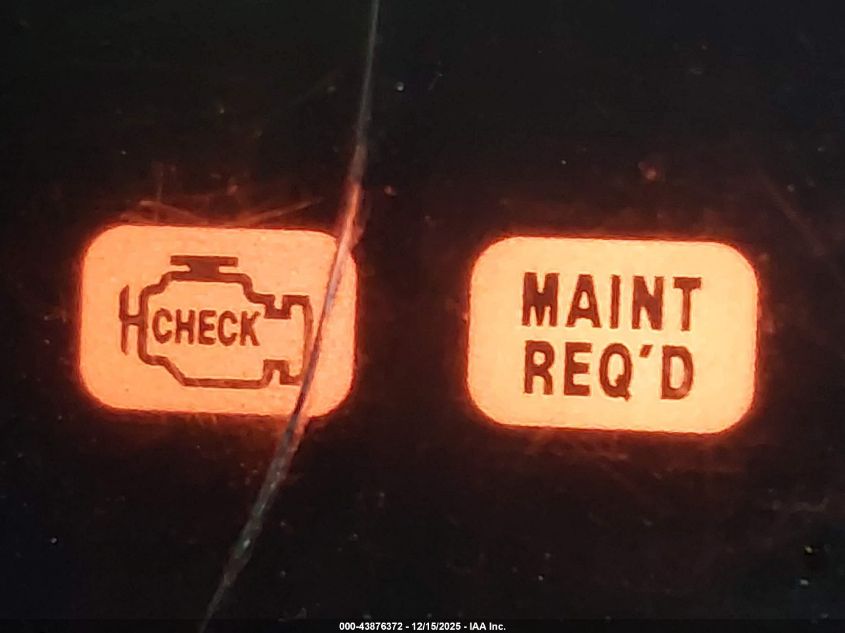 CHECK
MAINT
REQ'D
000-43876372 - 12/15/2025 - IAA Inc.